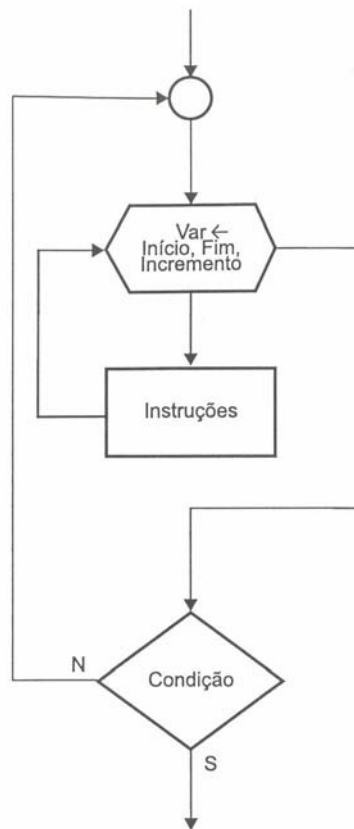 Var ←
Início, Fim,
Incremento
Instruções
Condição
N
S